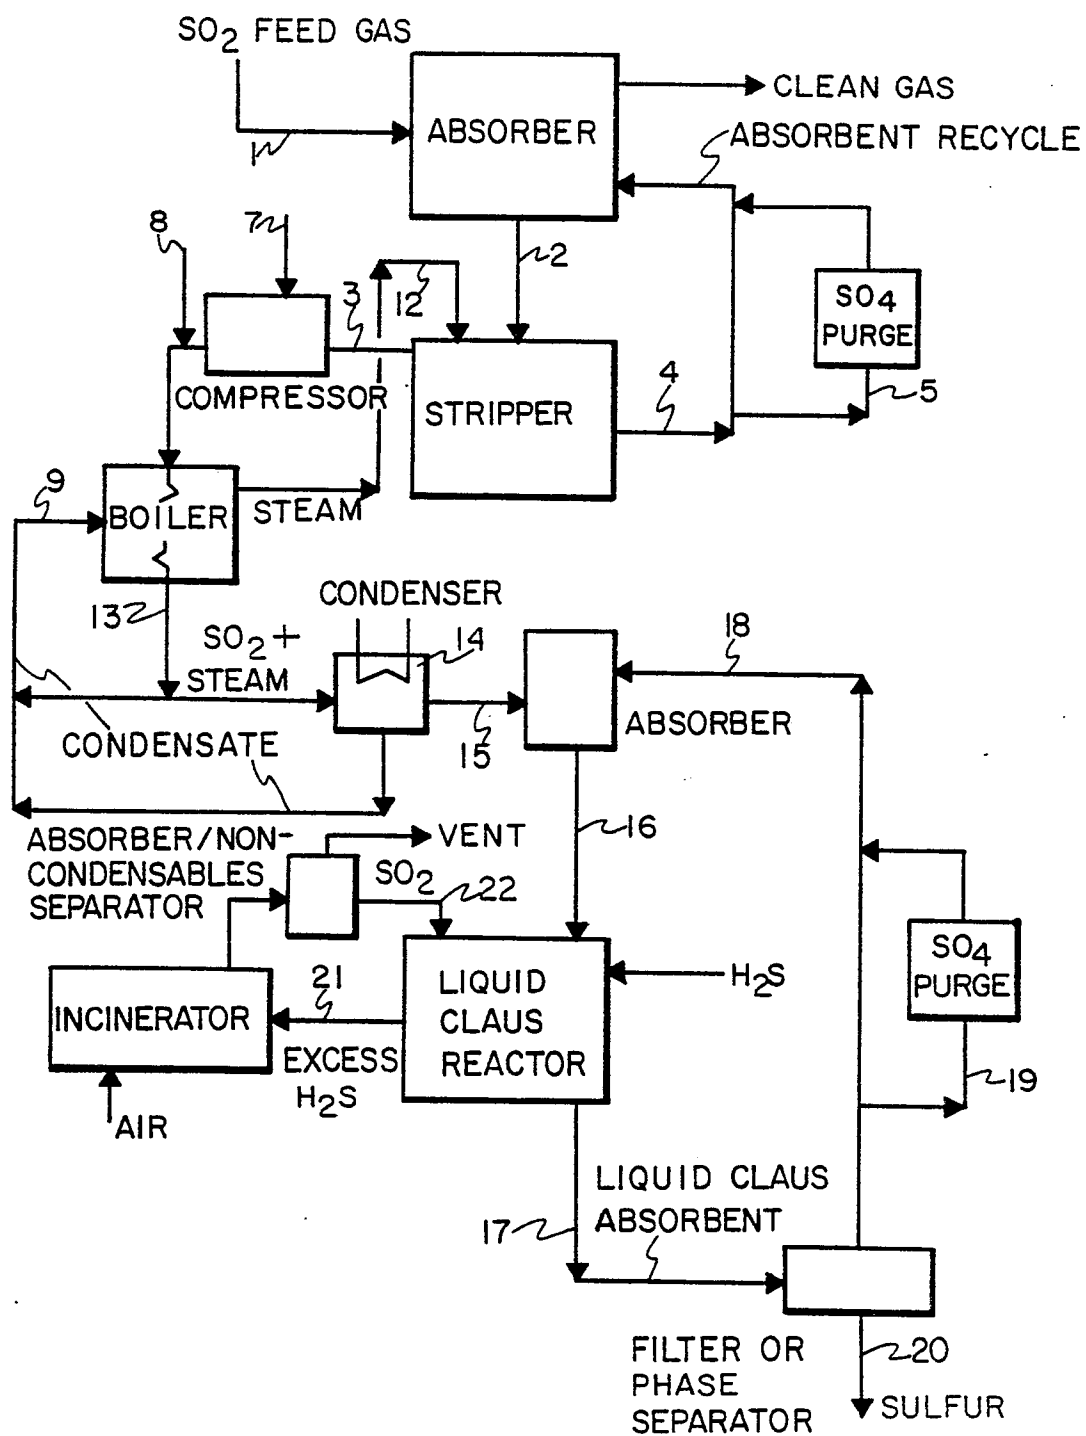 SO2 FEED GAS
CLEAN GAS
ABSORBER
ABSORBENT RECYCLE
1
8
7
2
3
12
SO4
PURGE
4
5
COMPRESSOR
STRIPPER
9
BOILER
STEAM
13
CONDENSER
SO2 +
STEAM
14
18
CONDENSATE
15
ABSORBER
16
ABSORBER/NON-
CONDENSABLES
SEPARATOR
VENT
SO2
22
SO4
PURGE
INCINERATOR
21
LIQUID
CLAUS
REACTOR
H2S
EXCESS
H2S
19
AIR
LIQUID CLAUS
ABSORBENT
17
FILTER OR
PHASE
SEPARATOR
20
SULFUR